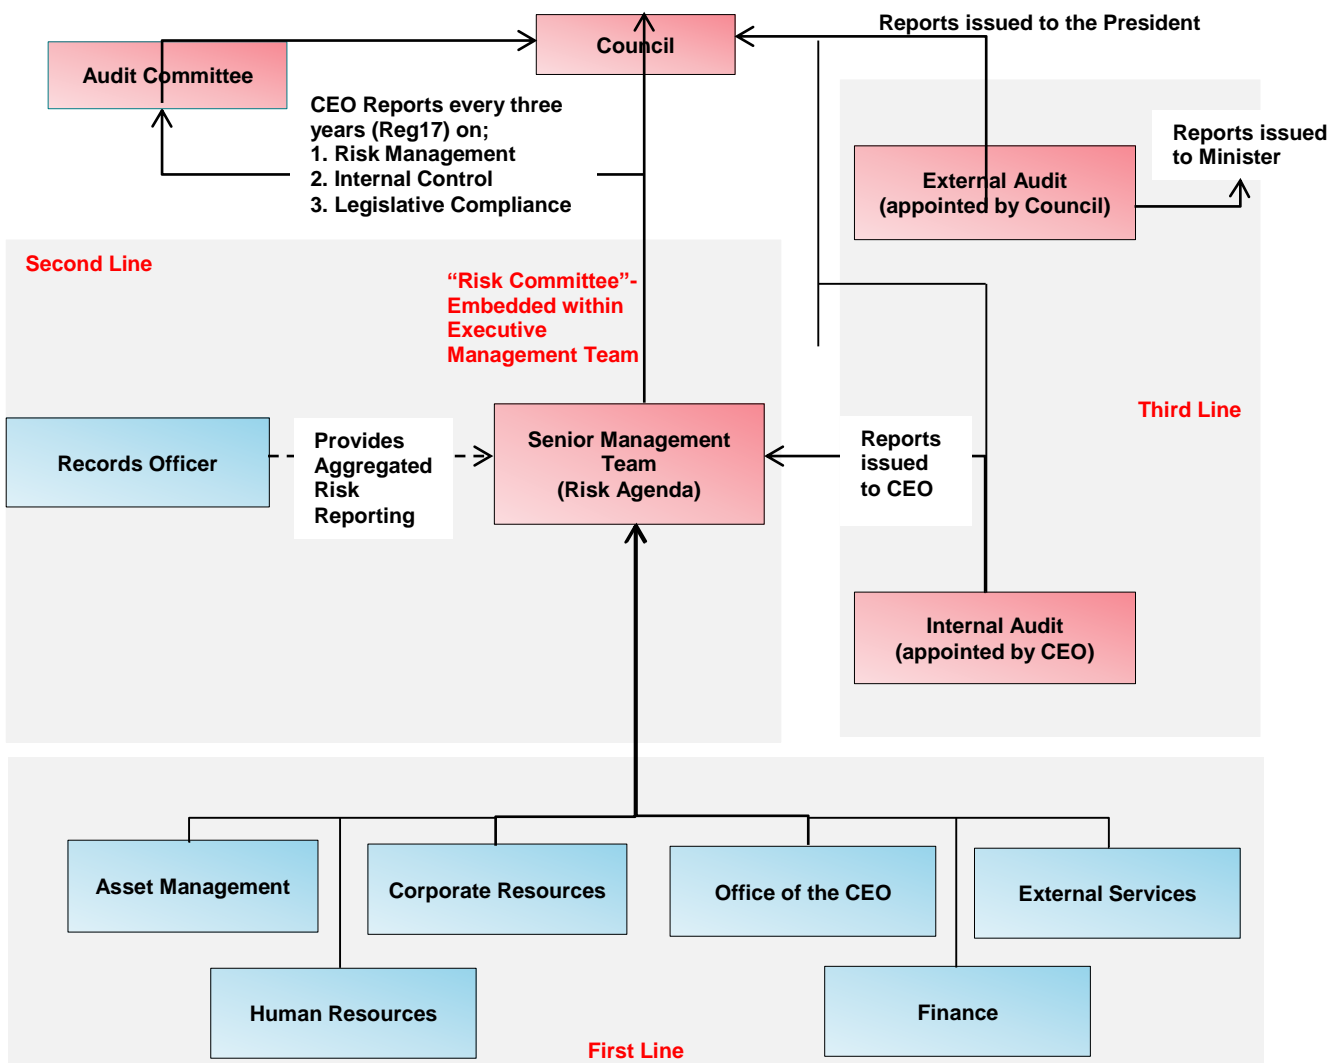 Reports issued to the President
Council
Audit Committee
CEO Reports every three
years (Reg17) on;
1. Risk Management
2. Internal Control
3. Legislative Compliance
Reports issued
to Minister
External Audit
(appointed by Council)
Second Line
“Risk Committee”-
Embedded within
Executive
Management Team
Third Line
Records Officer
Provides
Aggregated
Risk
Reporting
Senior Management
Team
(Risk Agenda)
Reports
issued
to CEO
Internal Audit
(appointed by CEO)
Asset Management
Corporate Resources
Office of the CEO
External Services
Human Resources
Finance
First Line